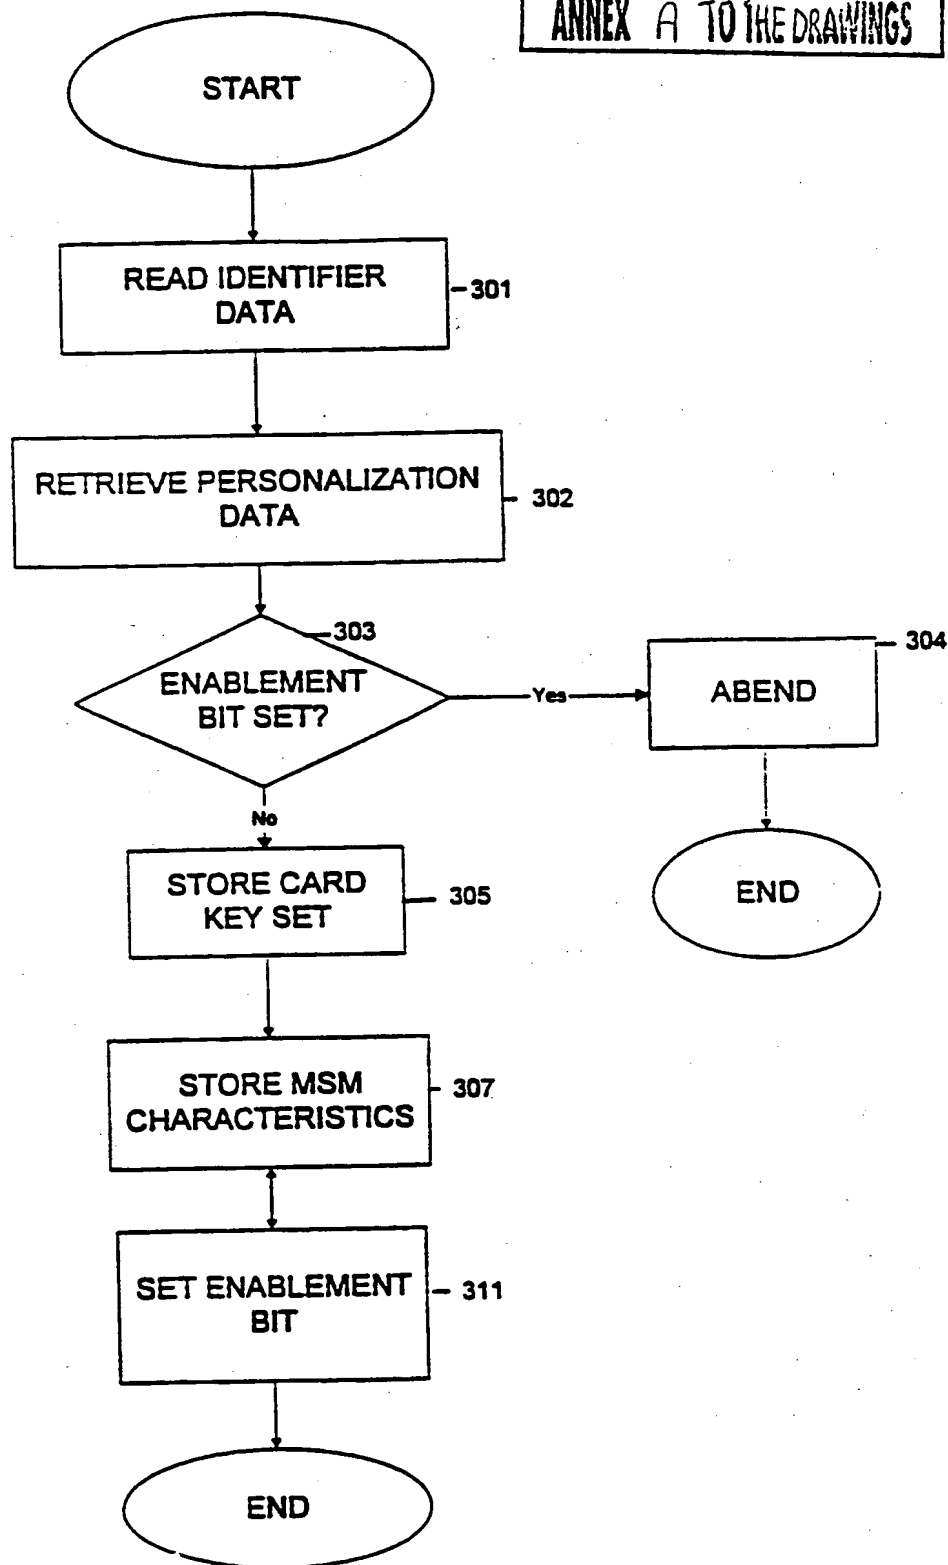 ANNEX A TO THE DRAWINGS
START
READ IDENTIFIER
DATA
301
RETRIEVE PERSONALIZATION
DATA
302
303
ENABLEMENT
BIT SET?
Yes
304
ABEND
No
END
STORE CARD
KEY SET
305
STORE MSM
CHARACTERISTICS
307
SET ENABLEMENT
BIT
311
END